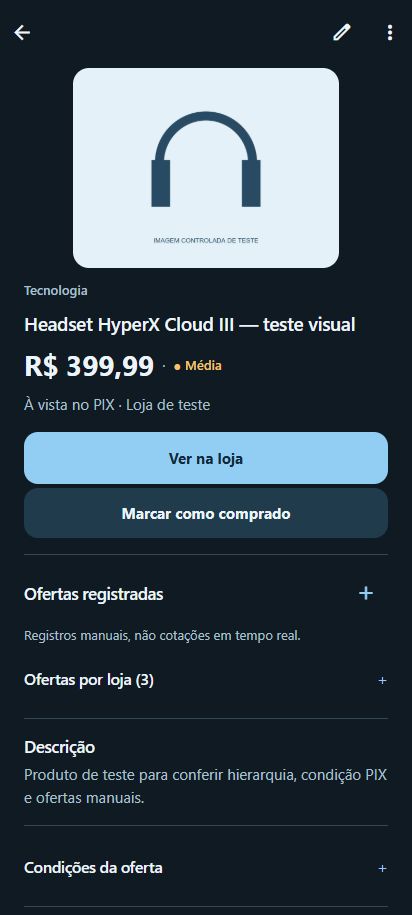 IMAGEM CONTROLADA DE TESTE
Tecnologia
Headset HyperX Cloud III — teste visual
R$ 399,99 · ● Média
À vista no PIX · Loja de teste
Ver na loja
Marcar como comprado
Ofertas registradas +
Registros manuais, não cotações em tempo real.
Ofertas por loja (3) +
Descrição
Produto de teste para conferir hierarquia, condição PIX
e ofertas manuais.
Condições da oferta +